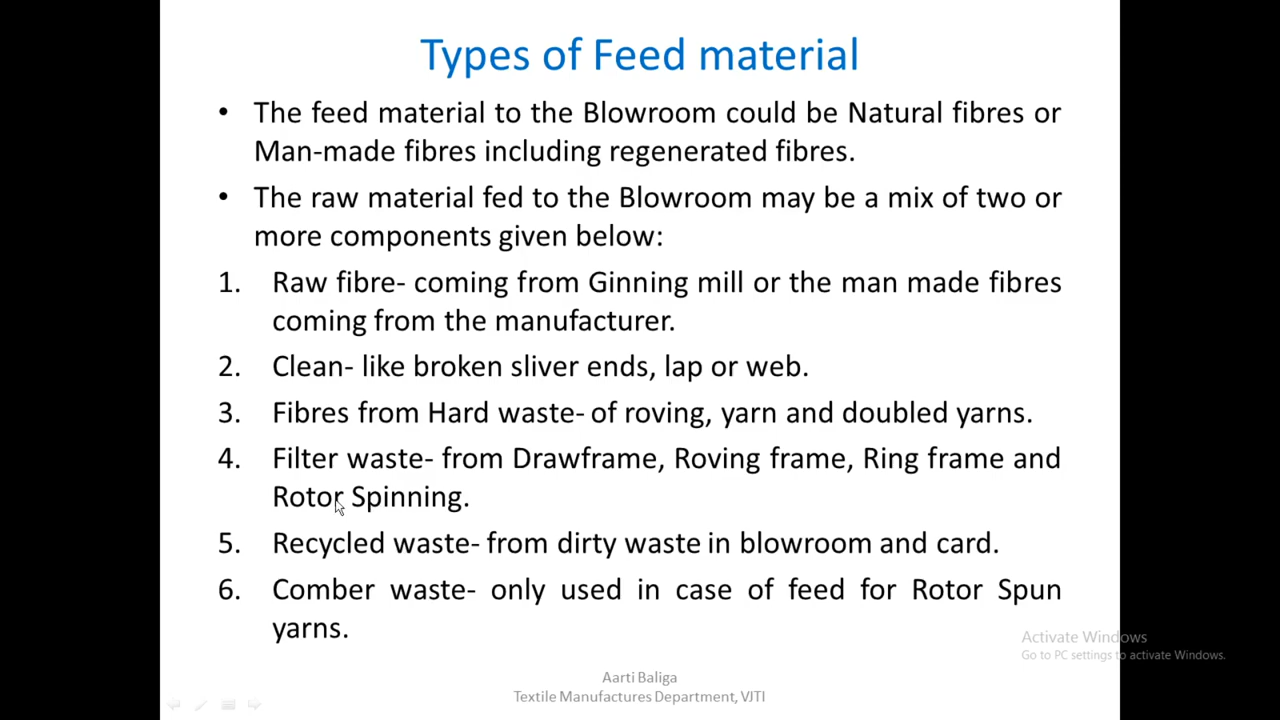 Types of Feed material
• The feed material to the Blowroom could be Natural fibres or
Man-made fibres including regenerated fibres.
• The raw material fed to the Blowroom may be a mix of two or
more components given below:
1. Raw fibre- coming from Ginning mill or the man made fibres
coming from the manufacturer.
2. Clean- like broken sliver ends, lap or web.
3. Fibres from Hard waste- of roving, yarn and doubled yarns.
4. Filter waste- from Drawframe, Roving frame, Ring frame and
Rotor Spinning.
5. Recycled waste- from dirty waste in blowroom and card.
6. Comber waste- only used in case of feed for Rotor Spun
yarns.
Activate Windows
Go to PC settings to activate Windows.
Aarti Baliga
Textile Manufactures Department, VJTI